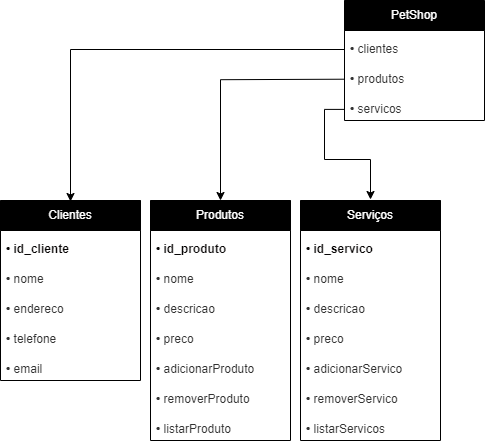 PetShop
• clientes
• produtos
• servicos
Clientes
• id_cliente
• nome
• endereco
• telefone
• email
Produtos
• id_produto
• nome
• descricao
• preco
• adicionarProduto
• removerProduto
• listarProduto
Serviços
• id_servico
• nome
• descricao
• preco
• adicionarServico
• removerServico
• listarServicos